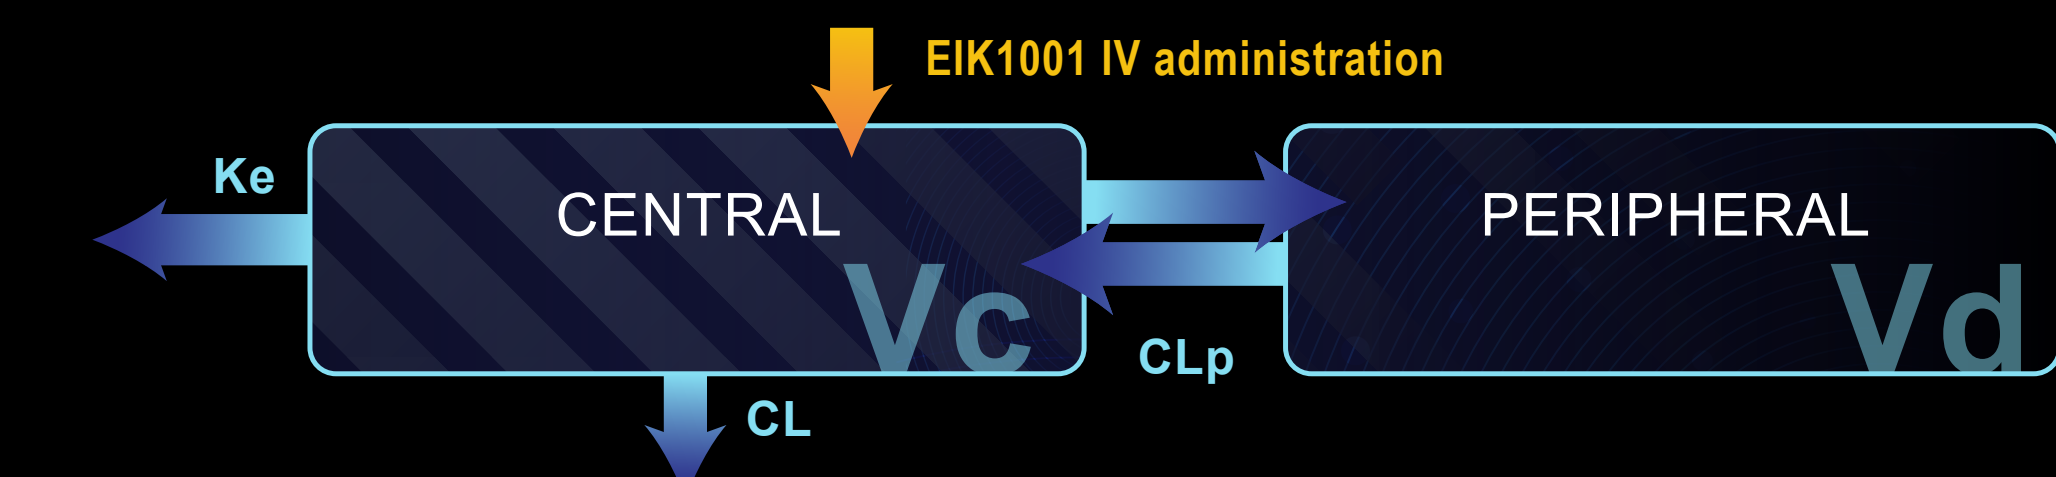 EIK1001 IV administration
Ke
CENTRAL
PERIPHERAL
Vc
Vd
CLp
CL